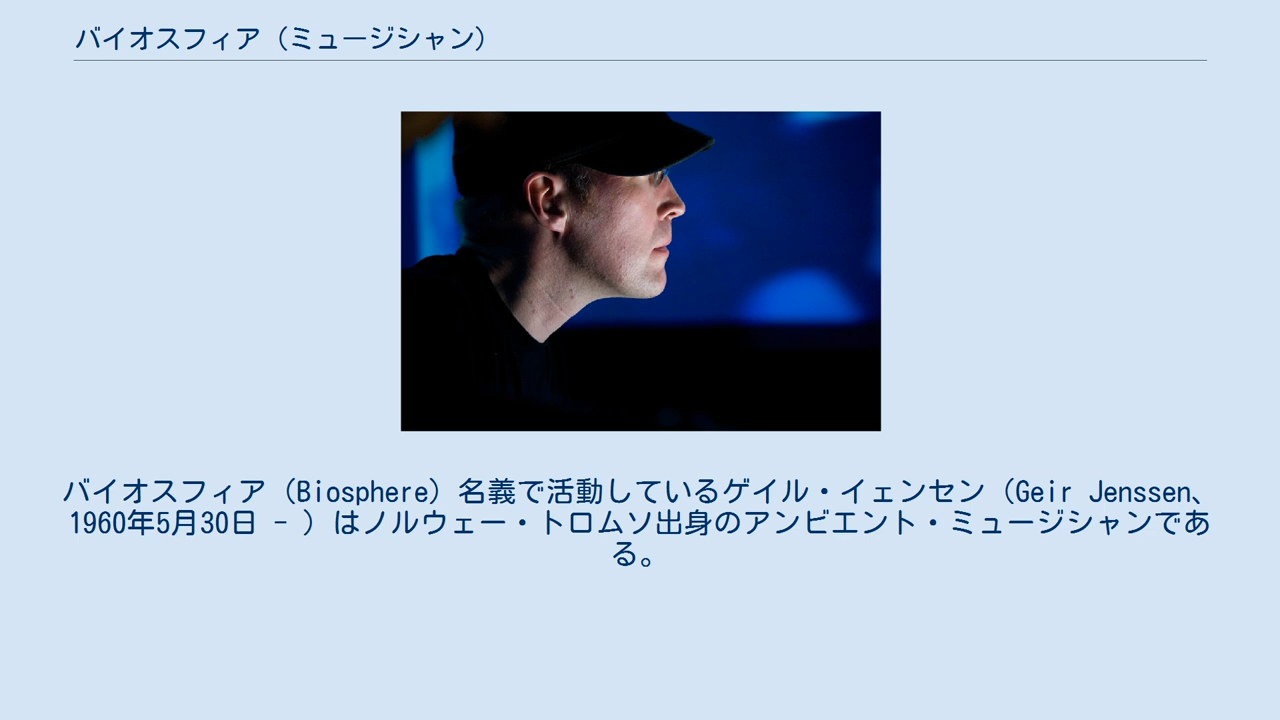 バイオスフィア（ミュージシャン）
バイオスフィア（Biosphere）名義で活動しているゲイル・イェンセン（Geir Jenssen、
1960年5月30日 - ）はノルウェー・トロムソ出身のアンビエント・ミュージシャンであ
る。